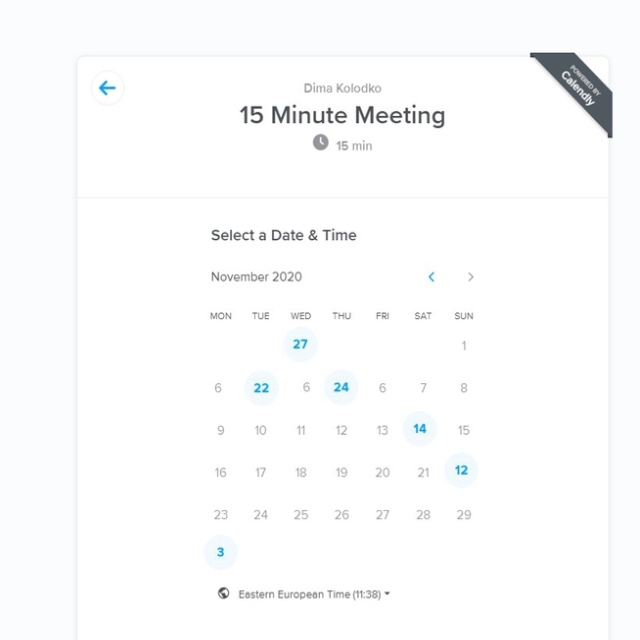 POWERED BY
Calendly
Dima Kolodko
15 Minute Meeting
15 min
Select a Date & Time
November 2020
MON TUE WED THU FRI SAT SUN
27 1
6 22 6 24 6 7 8
9 10 11 12 13 14 15
16 17 18 19 20 21 12
23 24 25 26 27 28 29
3
Eastern European Time (11:38)